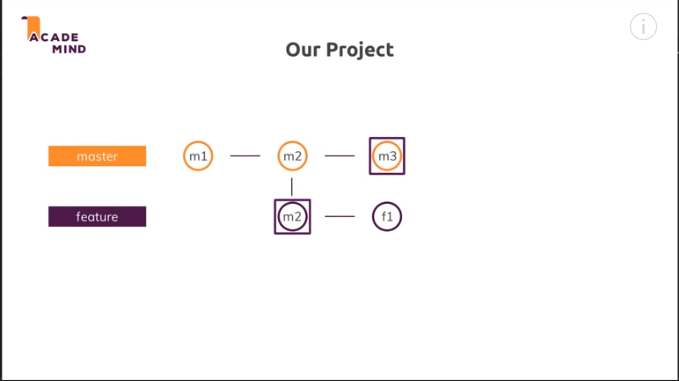 ACADE
MIND
i
Our Project
master
m1
m2
m3
feature
m2
f1